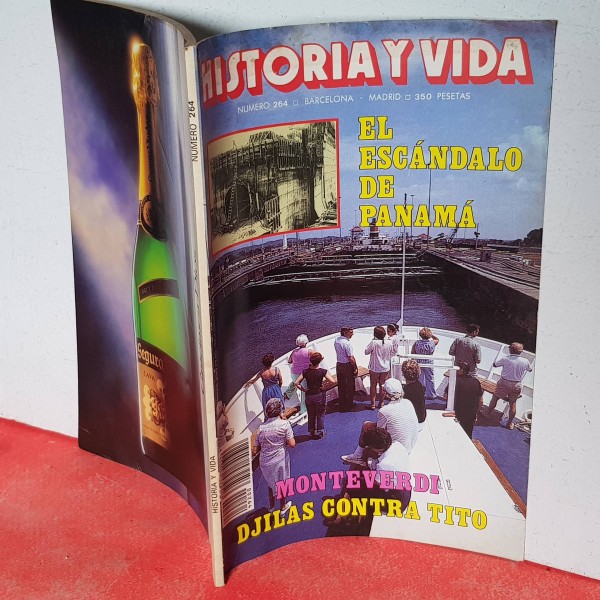 HISTORIA Y VIDA
NUMERO 264 □ BARCELONA - MADRID □ 350 PESETAS
EL
ESCÁNDALO
DE
PANAMÁ
MONTEVERDI
DJILAS CONTRA TITO
NUMERO 264
HISTORIA Y VIDA
Segura